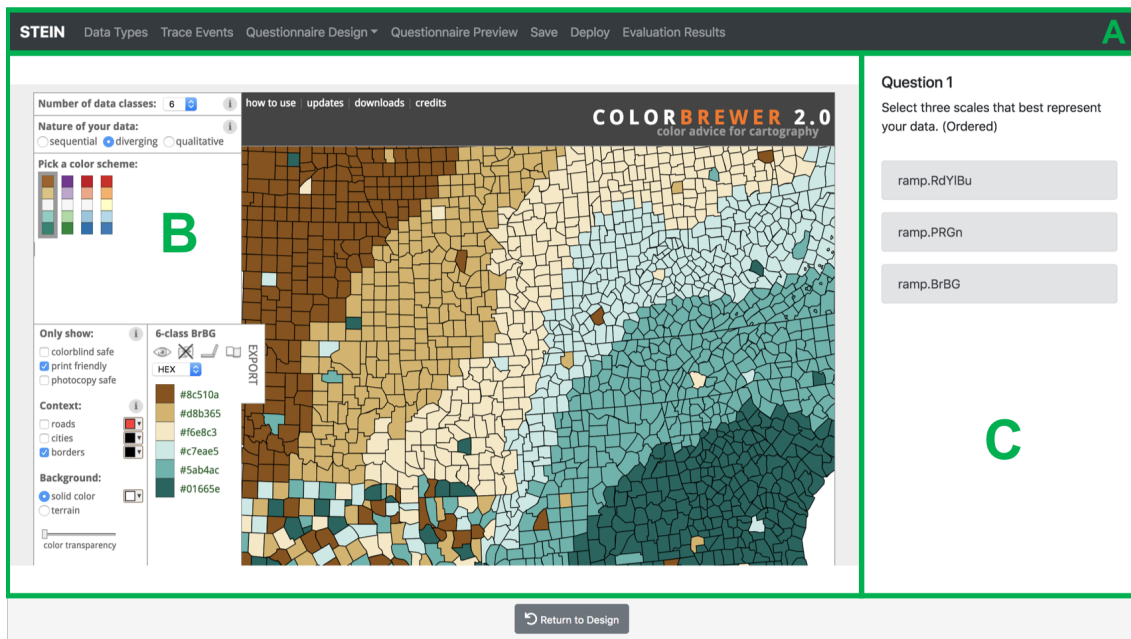 STEIN Data Types Trace Events Questionnaire Design Questionnaire Preview Save Deploy Evaluation Results
A
Number of data classes: 6 i
how to use | updates | downloads | credits
COLORBREWER 2.0
color advice for cartography
Nature of your data: i
sequential diverging qualitative
Pick a color scheme:
B
Only show: i
colorblind safe
print friendly
photocopy safe
Context: i
roads
cities
borders
Background:
solid color
terrain
color transparency
6-class BrBG
EXPORT
HEX
#8c510a
#d8b365
#f6e8c3
#c7eae5
#5ab4ac
#01665e
Question 1
Select three scales that best represent
your data. (Ordered)
ramp.RdYlBu
ramp.PRGn
ramp.BrBG
C
Return to Design